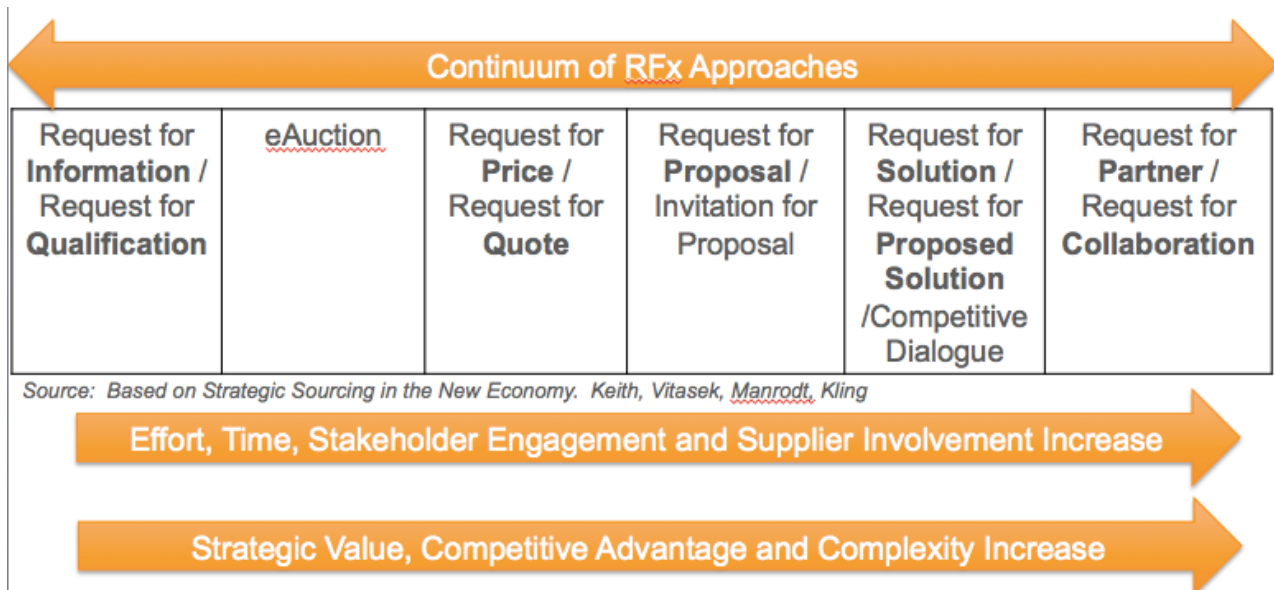 Continuum of RFx Approaches
Request for
Information /
Request for
Qualification
eAuction
Request for
Price /
Request for
Quote
Request for
Proposal /
Invitation for
Proposal
Request for
Solution /
Request for
Proposed
Solution
/Competitive
Dialogue
Request for
Partner /
Request for
Collaboration
Source: Based on Strategic Sourcing in the New Economy. Keith, Vitasek, Manrodt, Kling
Effort, Time, Stakeholder Engagement and Supplier Involvement Increase
Strategic Value, Competitive Advantage and Complexity Increase